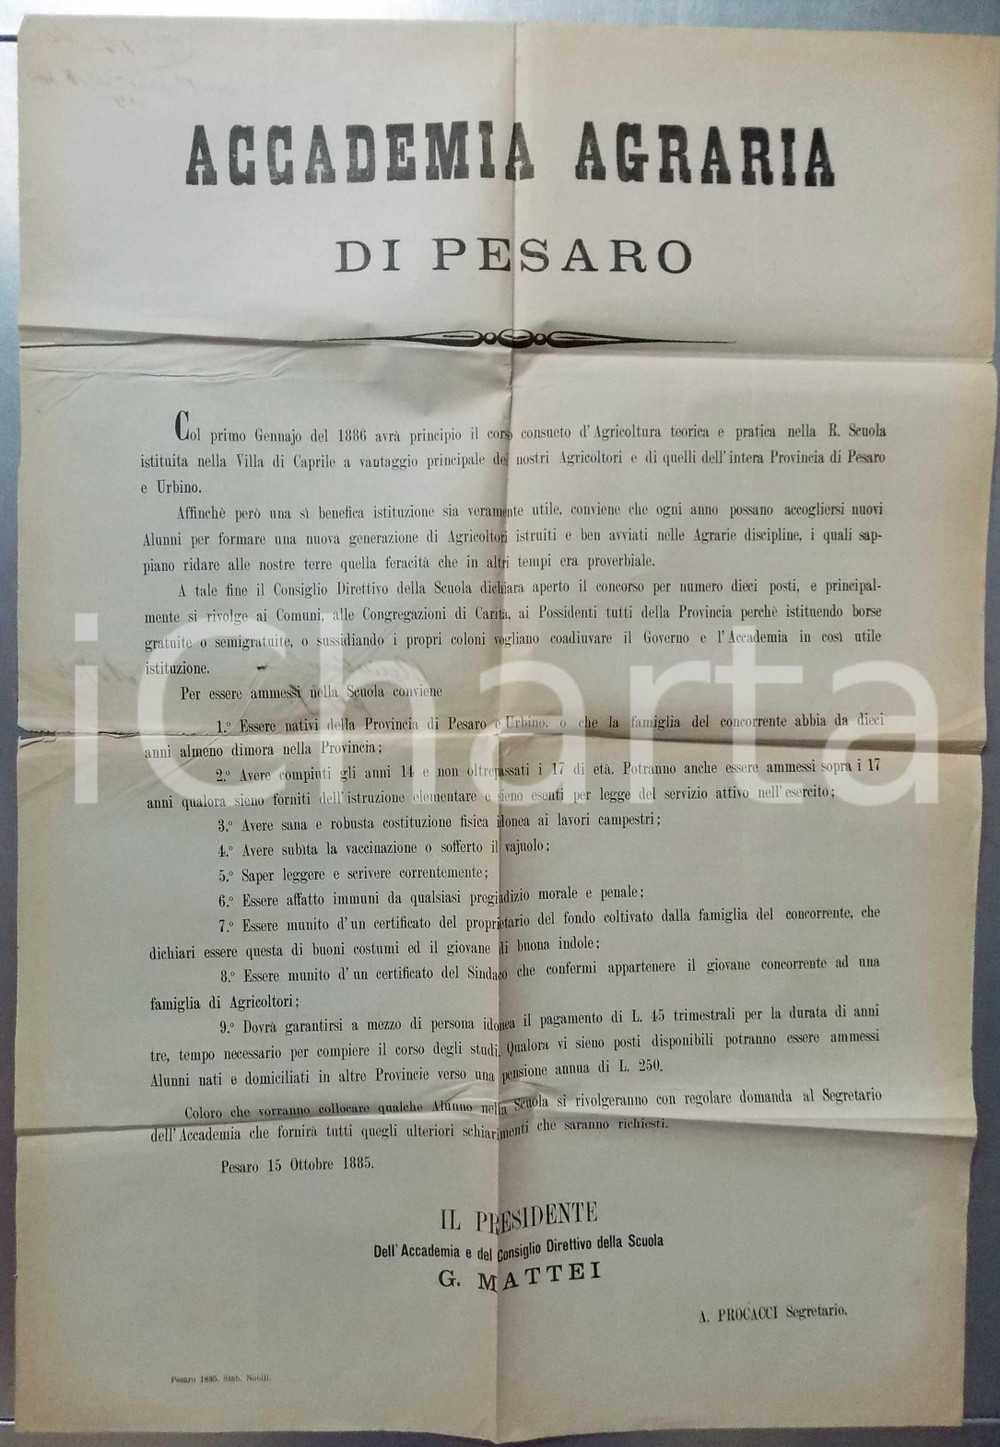 ACCADEMIA AGRARIA
DI PESARO
Col primo Gennajo del 1886 avrà principio il corso consueto d'Agricoltura teorica e pratica nella R. Scuola
istituita nella Villa di Caprile a vantaggio principale dei nostri Agricoltori e di quelli dell'intera Provincia di Pesaro
e Urbino.
Affinchè però una sì benefica istituzione sia veramente utile, conviene che ogni anno possano accogliersi nuovi
Alunni per formare una nuova generazione di Agricoltori istruiti e ben avviati nelle Agrarie discipline, i quali sap-
piano ridare alle nostre terre quella feracità che in altri tempi era proverbiale.
A tale fine il Consiglio Direttivo della Scuola dichiara aperto il concorso per numero dieci posti, e principal-
mente si rivolge ai Comuni, alle Congregazioni di Carità, ai Possidenti tutti della Provincia perchè istituendo borse
gratuite o semigratuite, o sussidiando i propri coloni vogliano coadiuvare il Governo e l'Accademia in così utile
istituzione.
Per essere ammessi nella Scuola conviene
1.° Essere nativi della Provincia di Pesaro e Urbino, o che la famiglia del concorrente abbia da dieci
anni almeno dimora nella Provincia;
2.° Avere compiuti gli anni 14 e non oltrepassati i 17 di età. Potranno anche essere ammessi sopra i 17
anni qualora sieno forniti dell'istruzione elementare e sieno esenti per legge del servizio attivo nell'esercito;
3.° Avere sana e robusta costituzione fisica idonea ai lavori campestri;
4.° Avere subìta la vaccinazione o sofferto il vajuolo;
5.° Saper leggere e scrivere correntemente;
6.° Essere affatto immuni da qualsiasi pregiudizio morale e penale;
7.° Essere munito d'un certificato del proprietario del fondo coltivato dalla famiglia del concorrente, che
dichiari essere questa di buoni costumi ed il giovane di buona indole;
8.° Essere munito d'un certificato del Sindaco che confermi appartenere il giovane concorrente ad una
famiglia di Agricoltori;
9.° Dovrà garantirsi a mezzo di persona idonea il pagamento di L. 45 trimestrali per la durata di anni
tre, tempo necessario per compiere il corso degli studi. Qualora vi sieno posti disponibili potranno essere ammessi
Alunni nati e domiciliati in altre Provincie verso una pensione annua di L. 250.
Coloro che vorranno collocare qualche Alunno nella Scuola si rivolgeranno con regolare domanda al Segretario
dell'Accademia che fornirà tutti quegli ulteriori schiarimenti che saranno richiesti.
Pesaro 15 Ottobre 1885.
IL PRESIDENTE
Dell'Accademia e del Consiglio Direttivo della Scuola
G. MATTEI
A. PROCACCI Segretario.
Pesaro 1885. Stab. Nobili.
iCharta